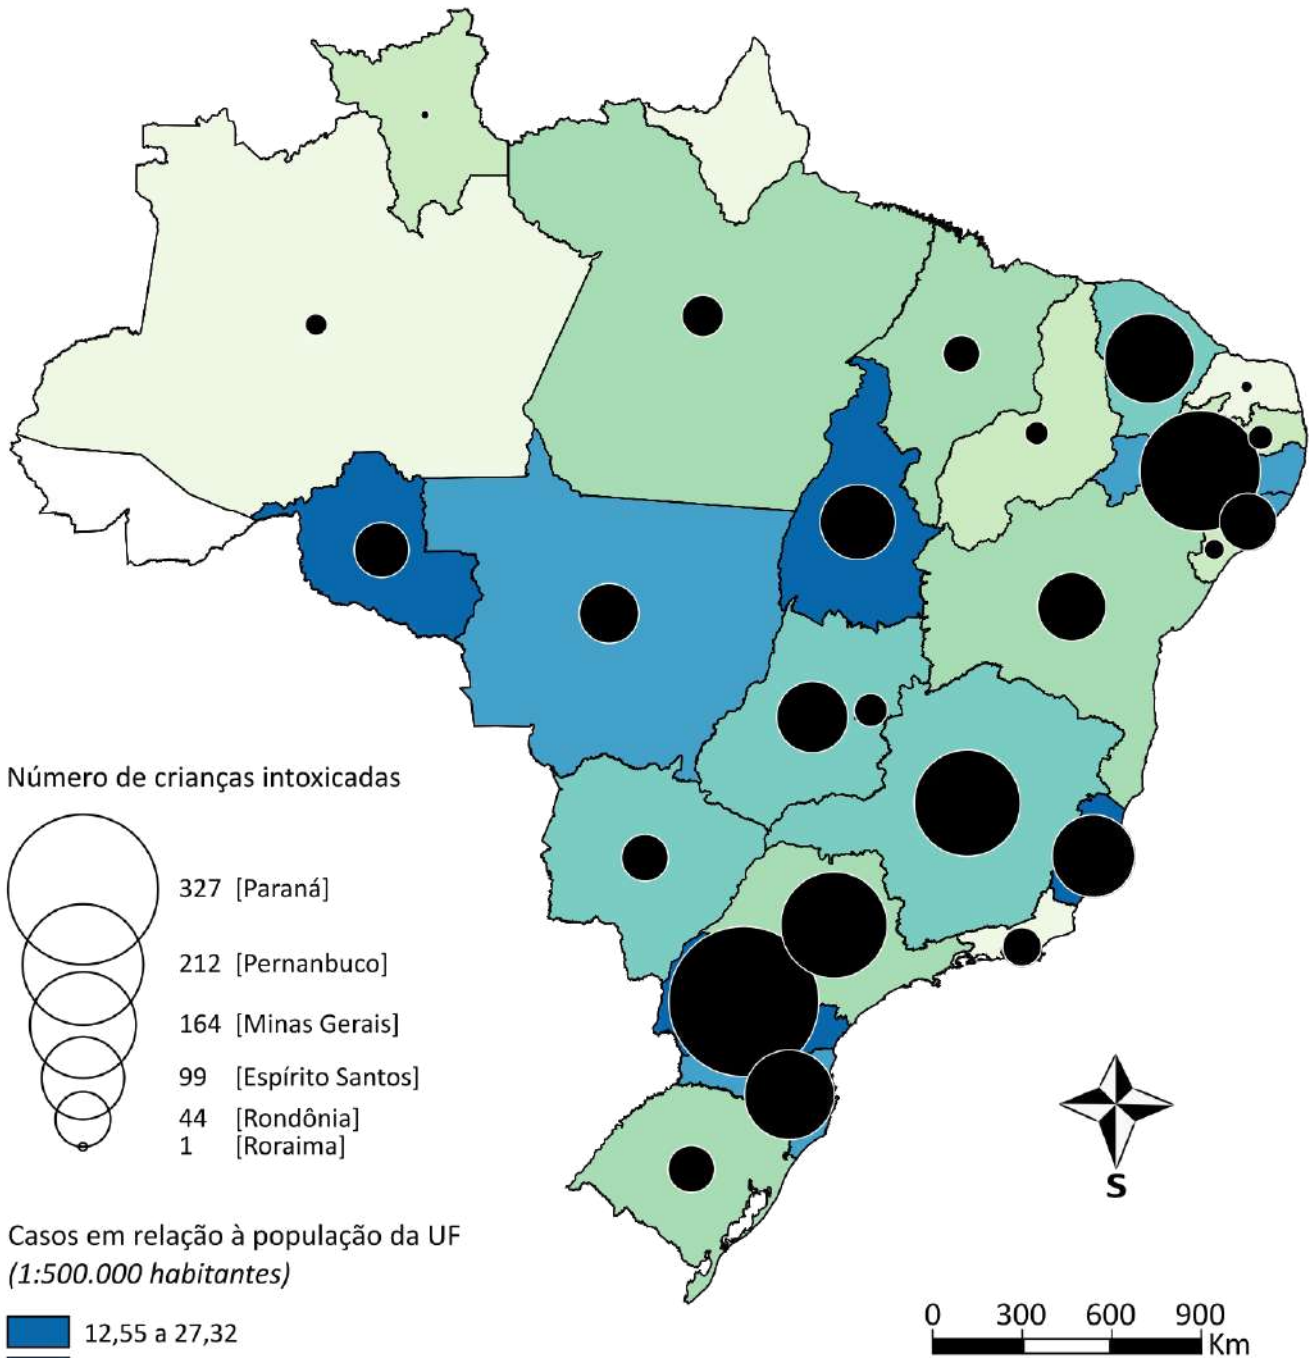 Número de crianças intoxicadas
327 [Paraná]
212 [Pernanbuco]
164 [Minas Gerais]
99 [Espírito Santos]
44 [Rondônia]
1 [Roraima]
Casos em relação à população da UF
(1:500.000 habitantes)
12,55 a 27,32
S
0 300 600 900
Km